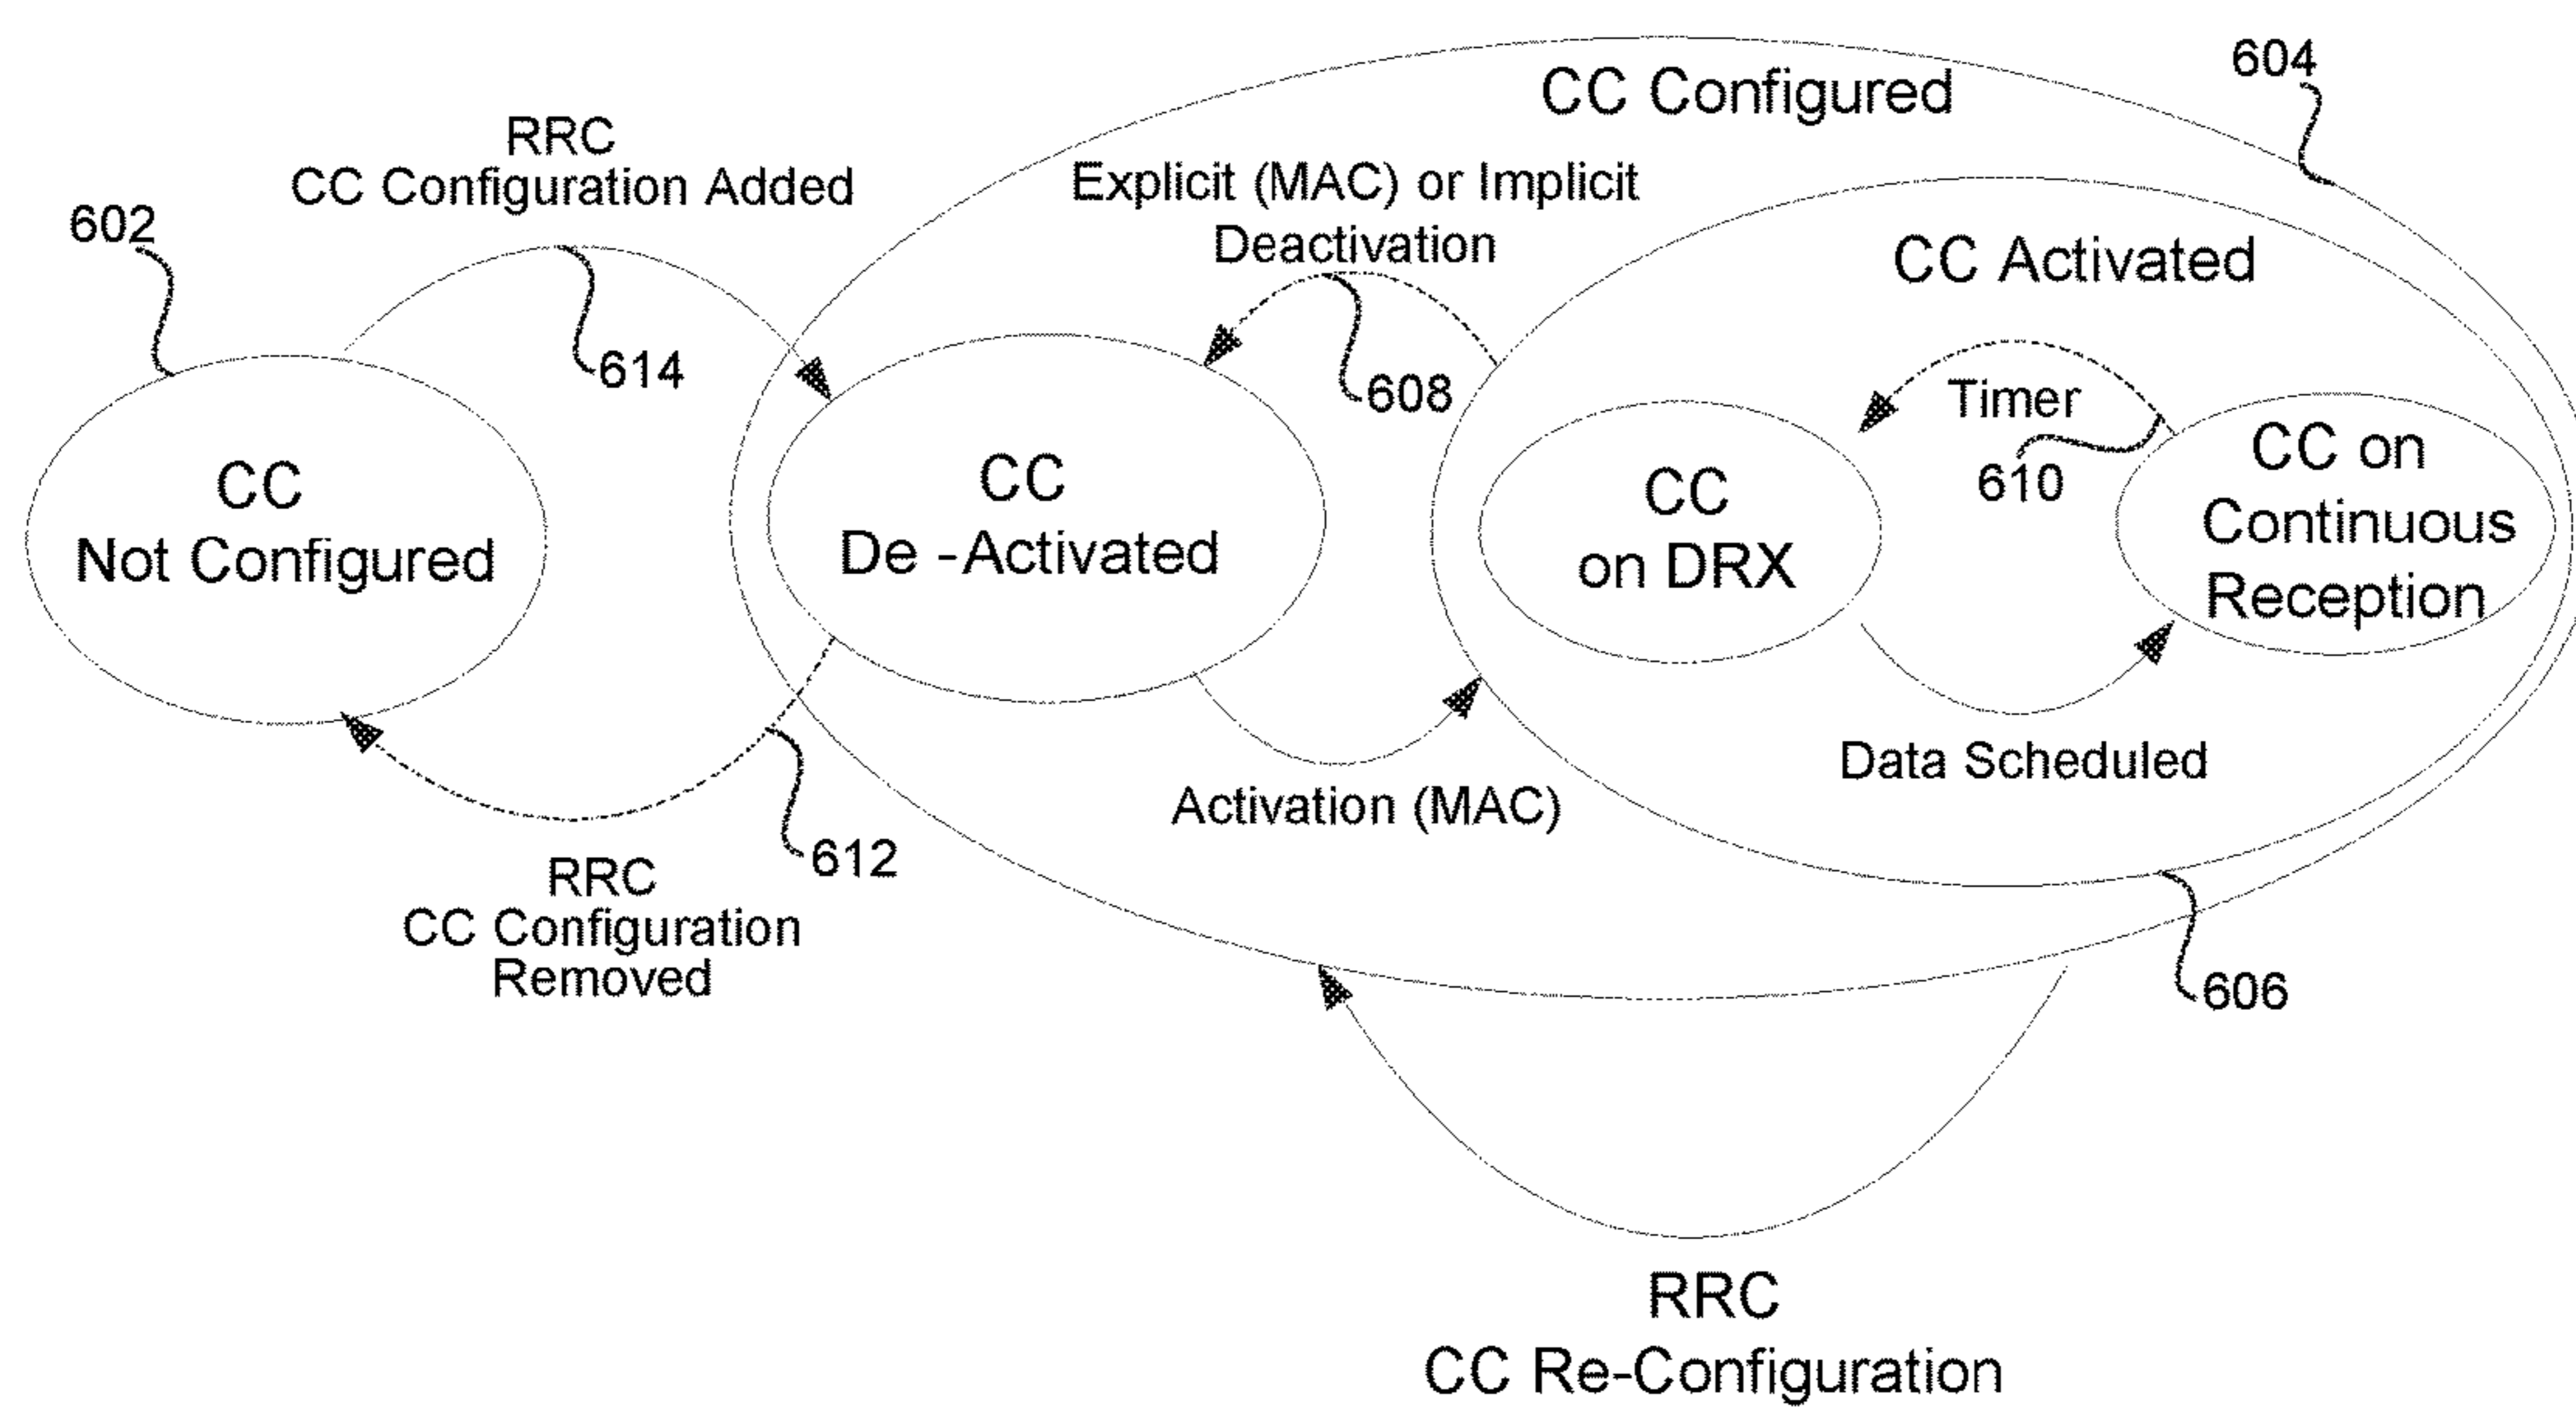 604
CC Configured
RRC
CC Configuration Added
Explicit (MAC) or Implicit
Deactivation
602
CC Activated
614
608
Timer
610
CC
Not Configured
CC
De -Activated
CC
on DRX
CC on
Continuous
Reception
Data Scheduled
Activation (MAC)
612
RRC
CC Configuration
Removed
606
RRC
CC Re-Configuration